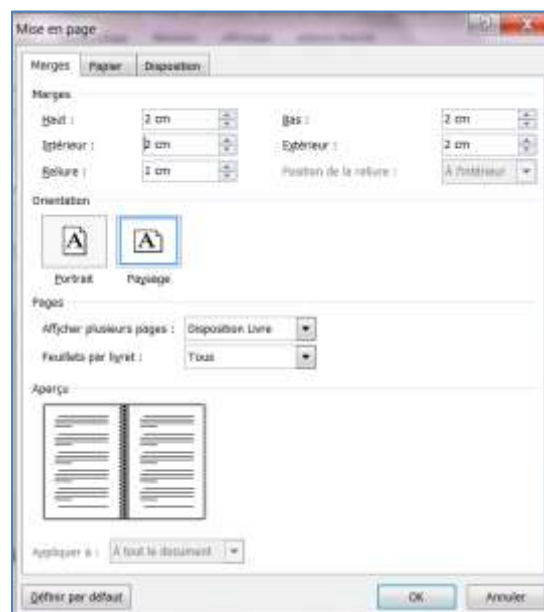 Mise en page
Marges Papier Disposition
Marges
Haut : 2 cm Bas : 2 cm
Intérieur : 2 cm Extérieur : 2 cm
Reliure : 1 cm Position de la reliure : À l'intérieur
Orientation
A A
Portrait Paysage
Pages
Afficher plusieurs pages : Disposition Livre
Feuillets par livret : Tous
Aperçu
Appliquer à : À tout le document
Définir par défaut OK Annuler